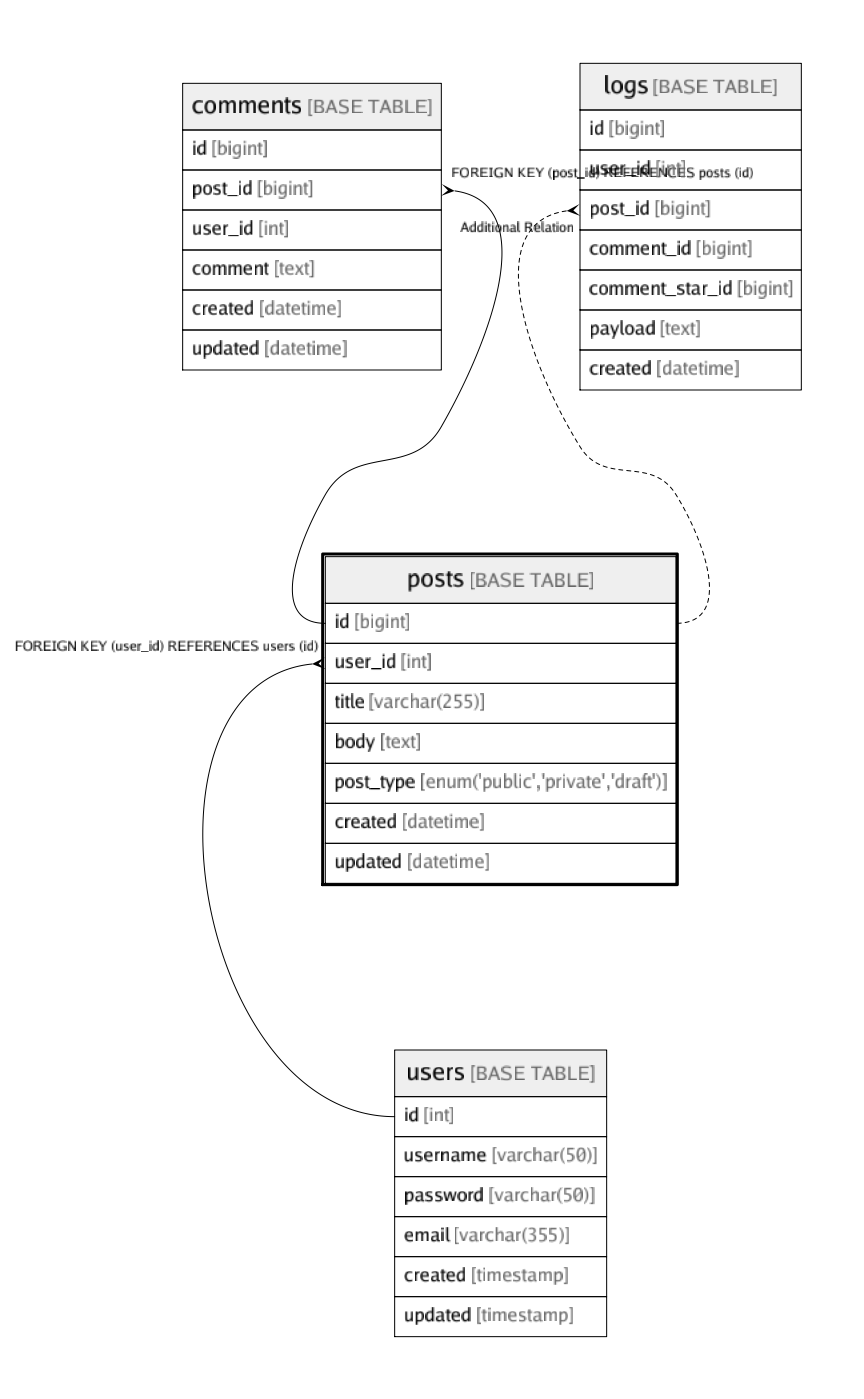 comments [BASE TABLE]
id [bigint]
post_id [bigint]
user_id [int]
comment [text]
created [datetime]
updated [datetime]
logs [BASE TABLE]
id [bigint]
user_id [int]
post_id [bigint]
comment_id [bigint]
comment_star_id [bigint]
payload [text]
created [datetime]
FOREIGN KEY (post_id) REFERENCES posts (id)
Additional Relation
posts [BASE TABLE]
id [bigint]
user_id [int]
title [varchar(255)]
body [text]
post_type [enum('public','private','draft')]
created [datetime]
updated [datetime]
FOREIGN KEY (user_id) REFERENCES users (id)
users [BASE TABLE]
id [int]
username [varchar(50)]
password [varchar(50)]
email [varchar(355)]
created [timestamp]
updated [timestamp]